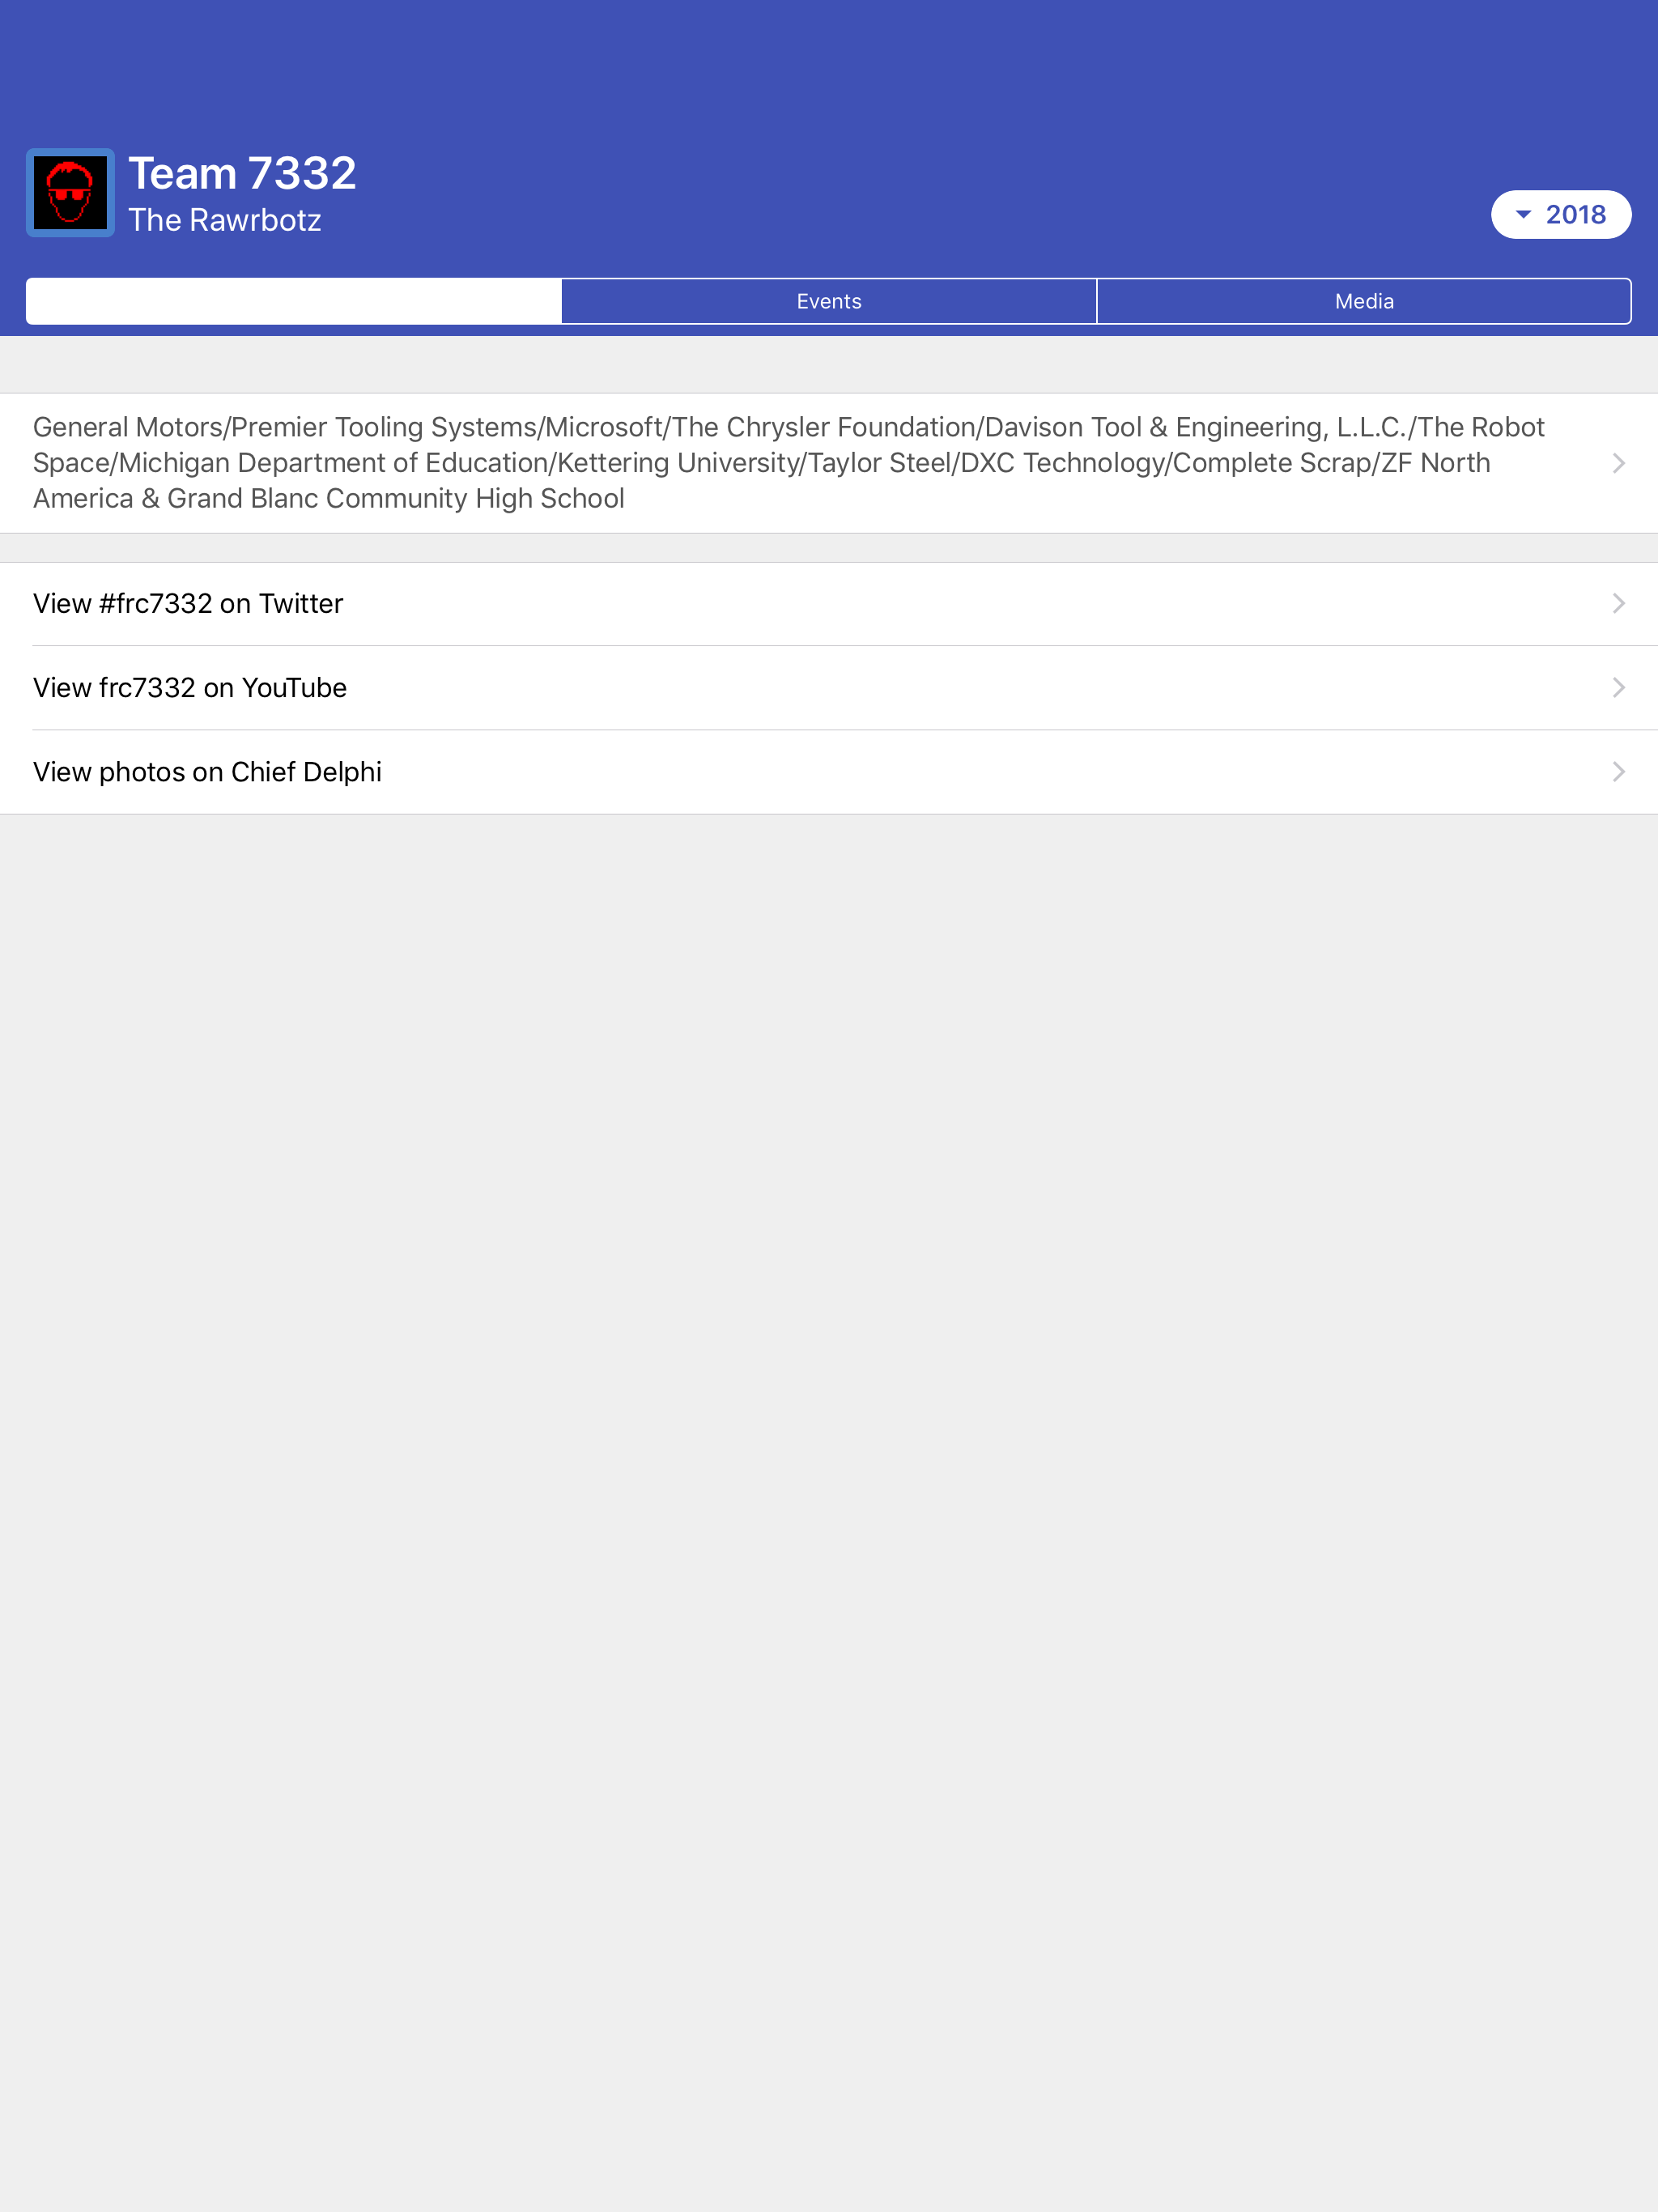 Team 7332
The Rawrbotz
2018
Events
Media
General Motors/Premier Tooling Systems/Microsoft/The Chrysler Foundation/Davison Tool & Engineering, L.L.C./The Robot
Space/Michigan Department of Education/Kettering University/Taylor Steel/DXC Technology/Complete Scrap/ZF North
America & Grand Blanc Community High School
View #frc7332 on Twitter
View frc7332 on YouTube
View photos on Chief Delphi